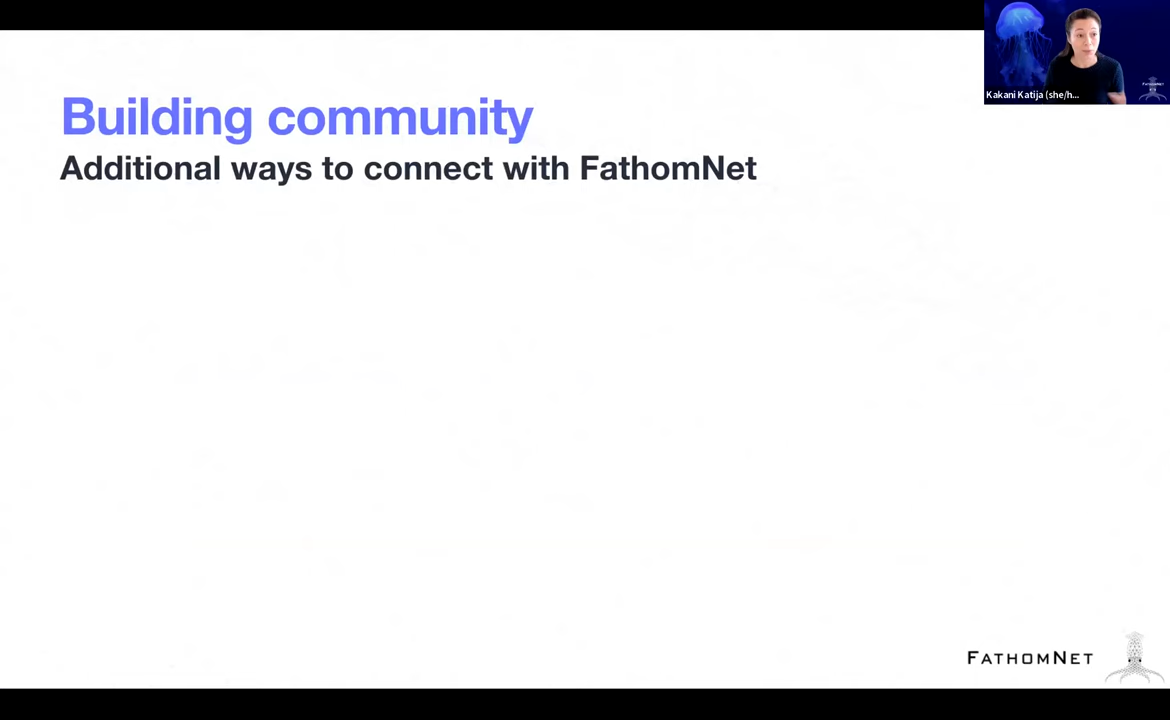 Kakani Katija (she/h...
Building community
Additional ways to connect with FathomNet
FATHOMNET